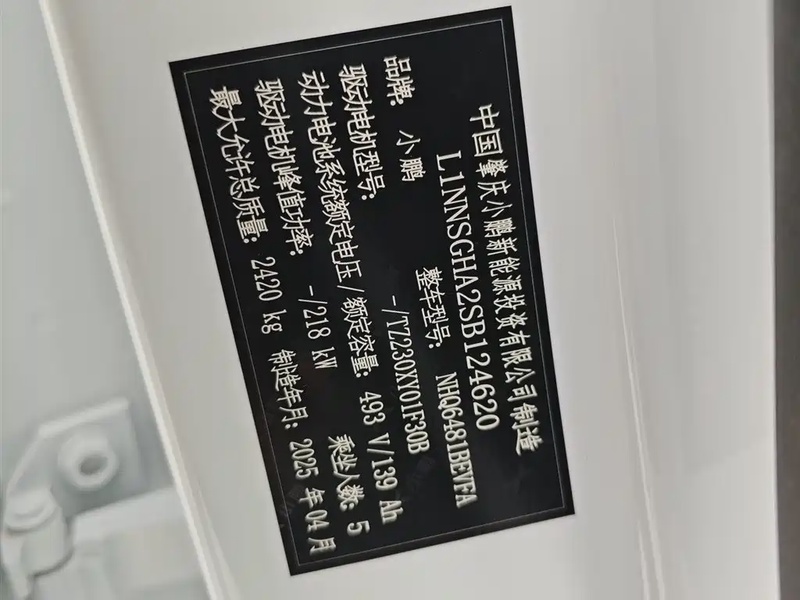 中国肇庆小鹏新能源投资有限公司制造
L1NNSGHA2SB124620
品牌: 小鹏 整车型号: NHQ6481BEVFA
驱动电机型号: -/TZ230XY01F30B
动力电池系统额定电压/额定容量: 493 V/139 Ah
驱动电机峰值功率: -/218 kW 乘坐人数: 5
最大允许总质量: 2420 kg 制造年月: 2025 年 04 月